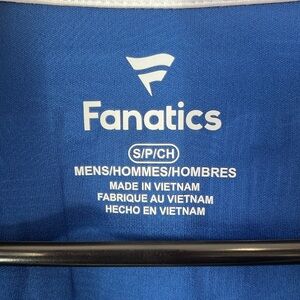 Fanatics
S/P/CH
MENS/HOMMES/HOMBRES
MADE IN VIETNAM
FABRIQUE AU VIETNAM
HECHO EN VIETNAM